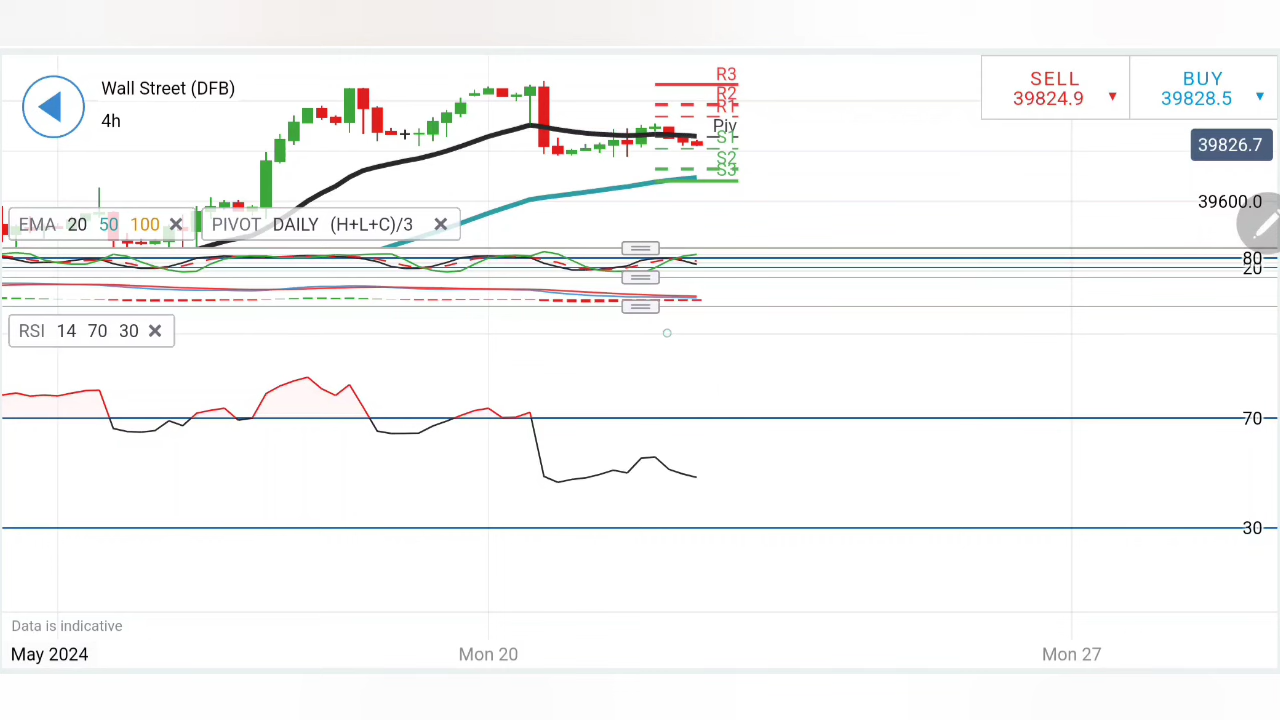 Wall Street (DFB)
4h
SELL
39824.9
BUY
39828.5
R3
R2
R1
Piv
S1
S2
S3
39826.7
39600.0
EMA 20 50 100
PIVOT DAILY (H+L+C)/3
80
20
RSI 14 70 30
70
30
Data is indicative
May 2024
Mon 20
Mon 27